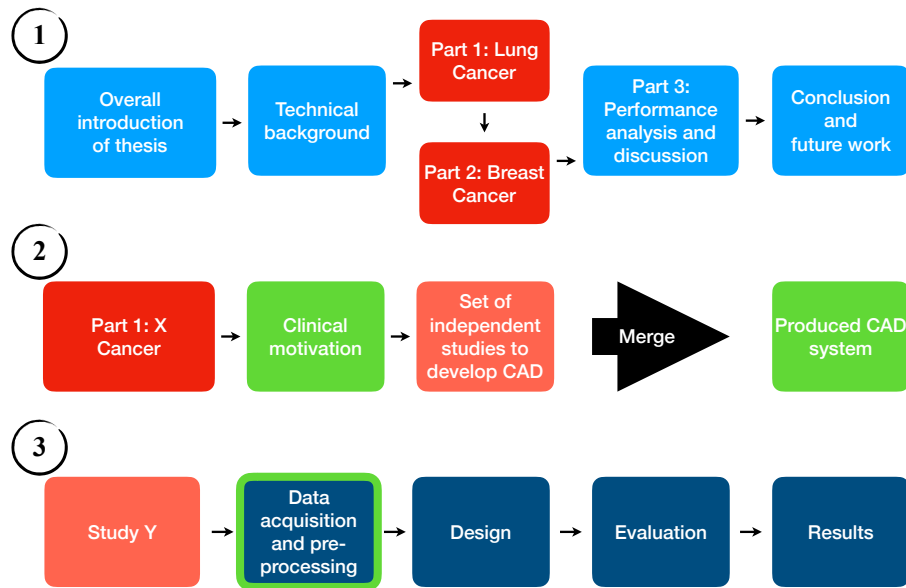 1
Overall
introduction
of thesis
Technical
background
Part 1: Lung
Cancer
Part 2: Breast
Cancer
Part 3:
Performance
analysis and
discussion
Conclusion
and
future work
2
Part 1: X
Cancer
Clinical
motivation
Set of
independent
studies to
develop CAD
Merge
Produced CAD
system
3
Study Y
Data
acquisition
and pre-
processing
Design
Evaluation
Results